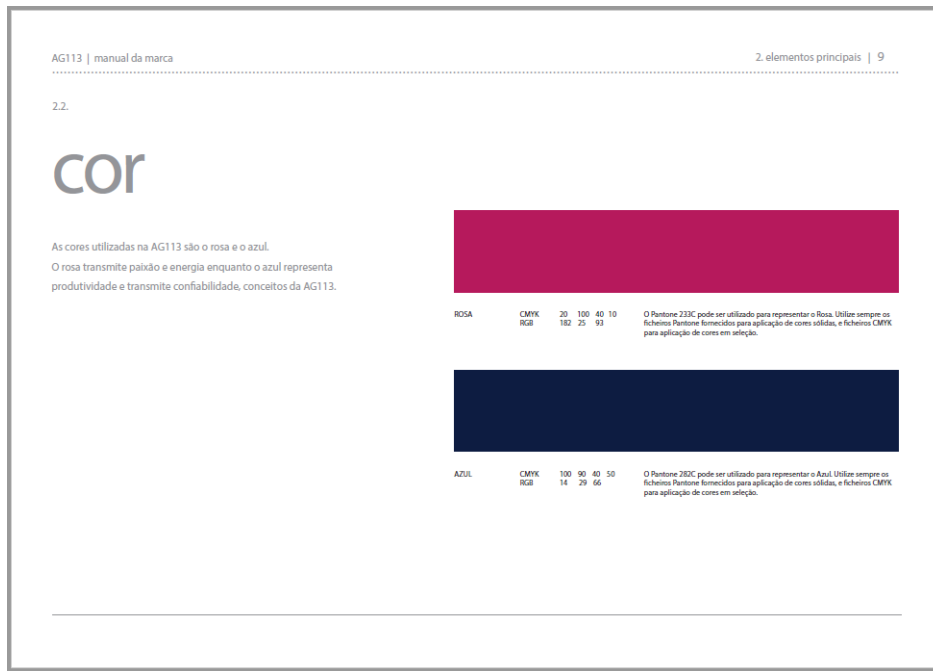 AG113 | manual da marca
2. elementos principais | 9
2.2.
cor
As cores utilizadas na AG113 são o rosa e o azul.
O rosa transmite paixão e energia enquanto o azul representa
produtividade e transmite confiabilidade, conceitos da AG113.
ROSA
CMYK 20 100 40 10
RGB 182 25 93
O Pantone 233C pode ser utilizado para representar o Rosa. Utilize sempre os
ficheiros Pantone fornecidos para aplicação de cores sólidas, e ficheiros CMYK
para aplicação de cores em seleção.
AZUL
CMYK 100 90 40 50
RGB 14 29 66
O Pantone 282C pode ser utilizado para representar o Azul. Utilize sempre os
ficheiros Pantone fornecidos para aplicação de cores sólidas, e ficheiros CMYK
para aplicação de cores em seleção.